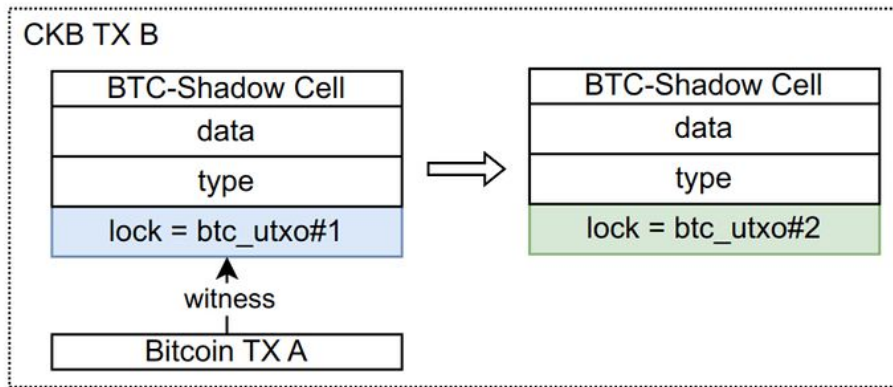 CKB TX B
BTC-Shadow Cell
data
type
lock = btc_utxo#1
witness
Bitcoin TX A
BTC-Shadow Cell
data
type
lock = btc_utxo#2